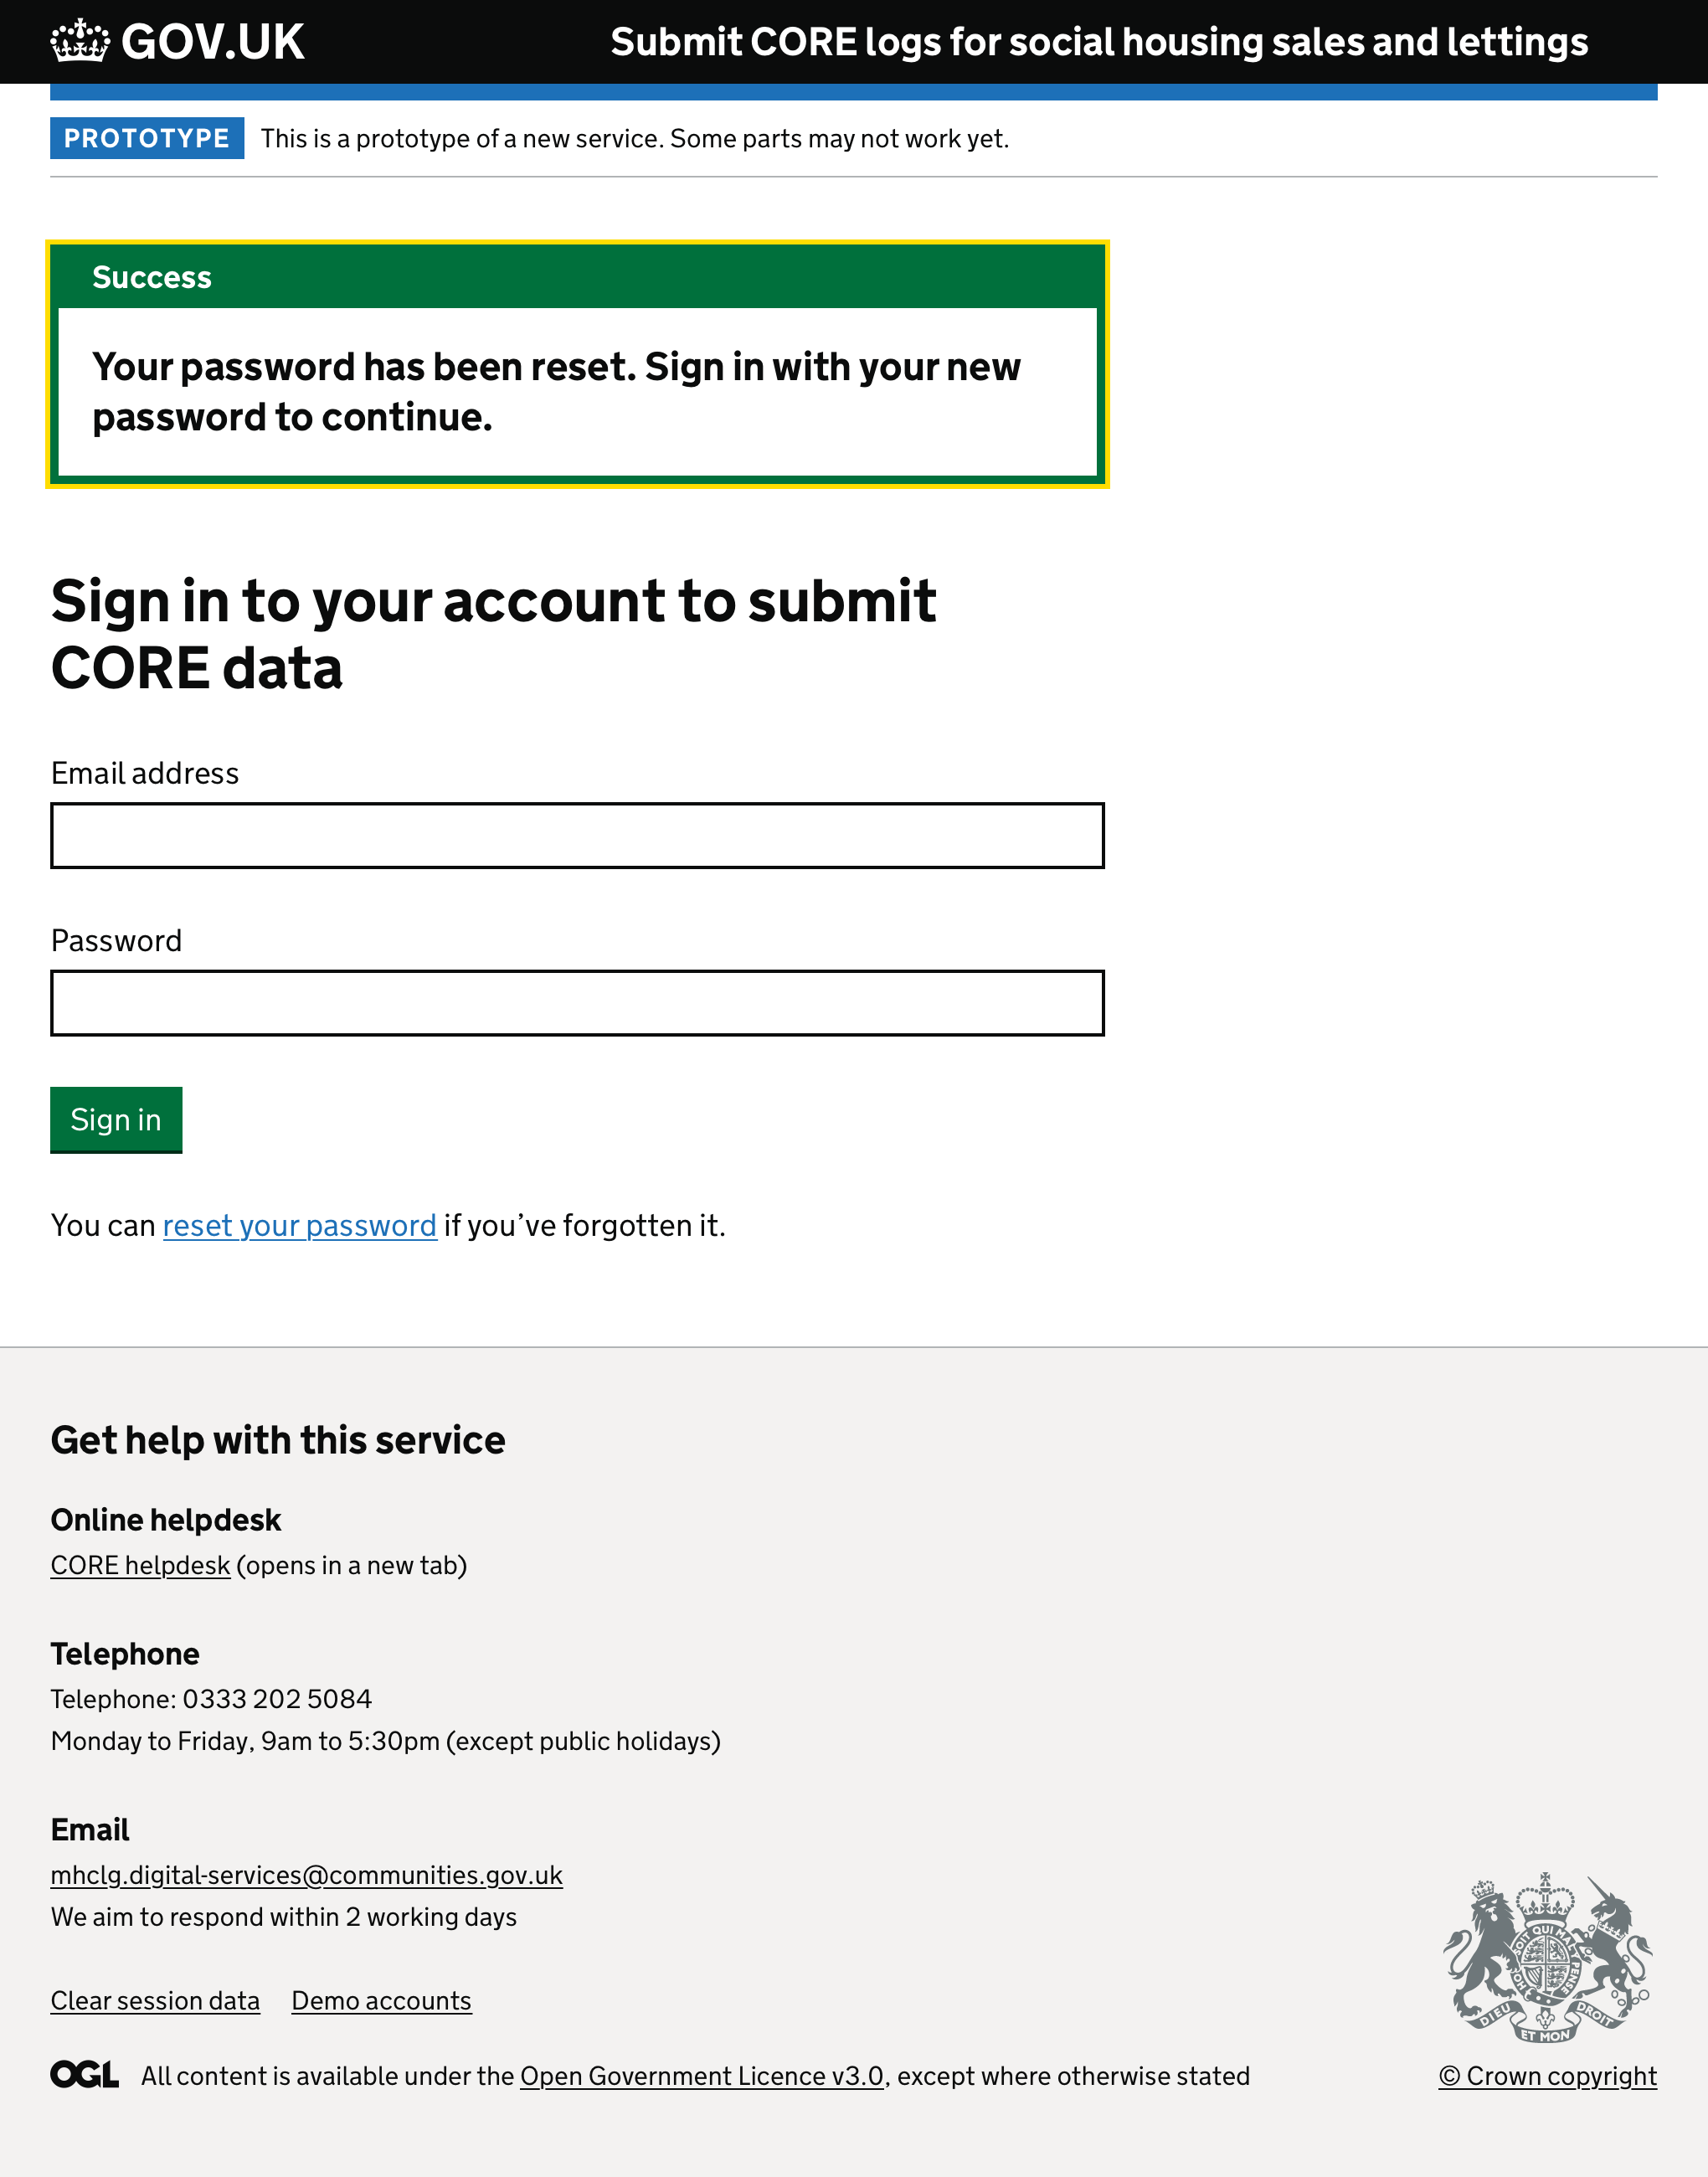 GOV.UK
Submit CORE logs for social housing sales and lettings
PROTOTYPE
This is a prototype of a new service. Some parts may not work yet.
Success
Your password has been reset. Sign in with your new
password to continue.
Sign in to your account to submit
CORE data
Email address
Password
Sign in
You can reset your password if you’ve forgotten it.
Get help with this service
Online helpdesk
CORE helpdesk (opens in a new tab)
Telephone
Telephone: 0333 202 5084
Monday to Friday, 9am to 5:30pm (except public holidays)
Email
mhclg.digital-services@communities.gov.uk
We aim to respond within 2 working days
Clear session data
Demo accounts
SOIT QUI MAL
PENSE
HON
DIEU
ET MON
DROIT
OGL
All content is available under the Open Government Licence v3.0, except where otherwise stated
© Crown copyright